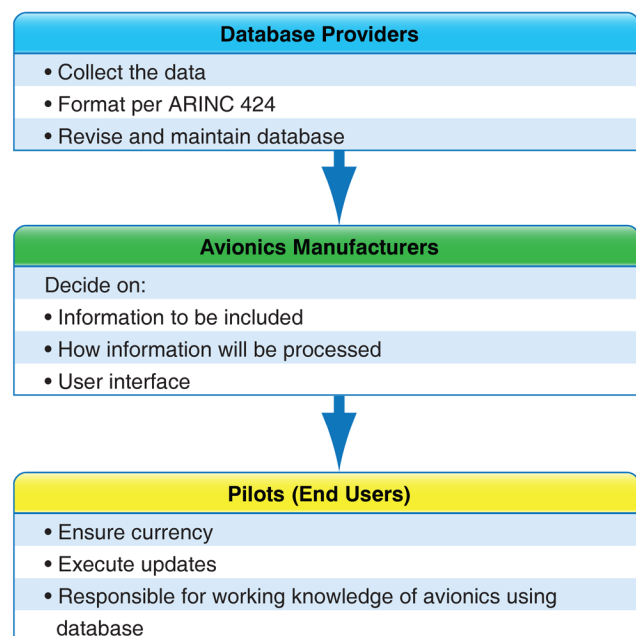 Database Providers
• Collect the data
• Format per ARINC 424
• Revise and maintain database
Avionics Manufacturers
Decide on:
• Information to be included
• How information will be processed
• User interface
Pilots (End Users)
• Ensure currency
• Execute updates
• Responsible for working knowledge of avionics using
database